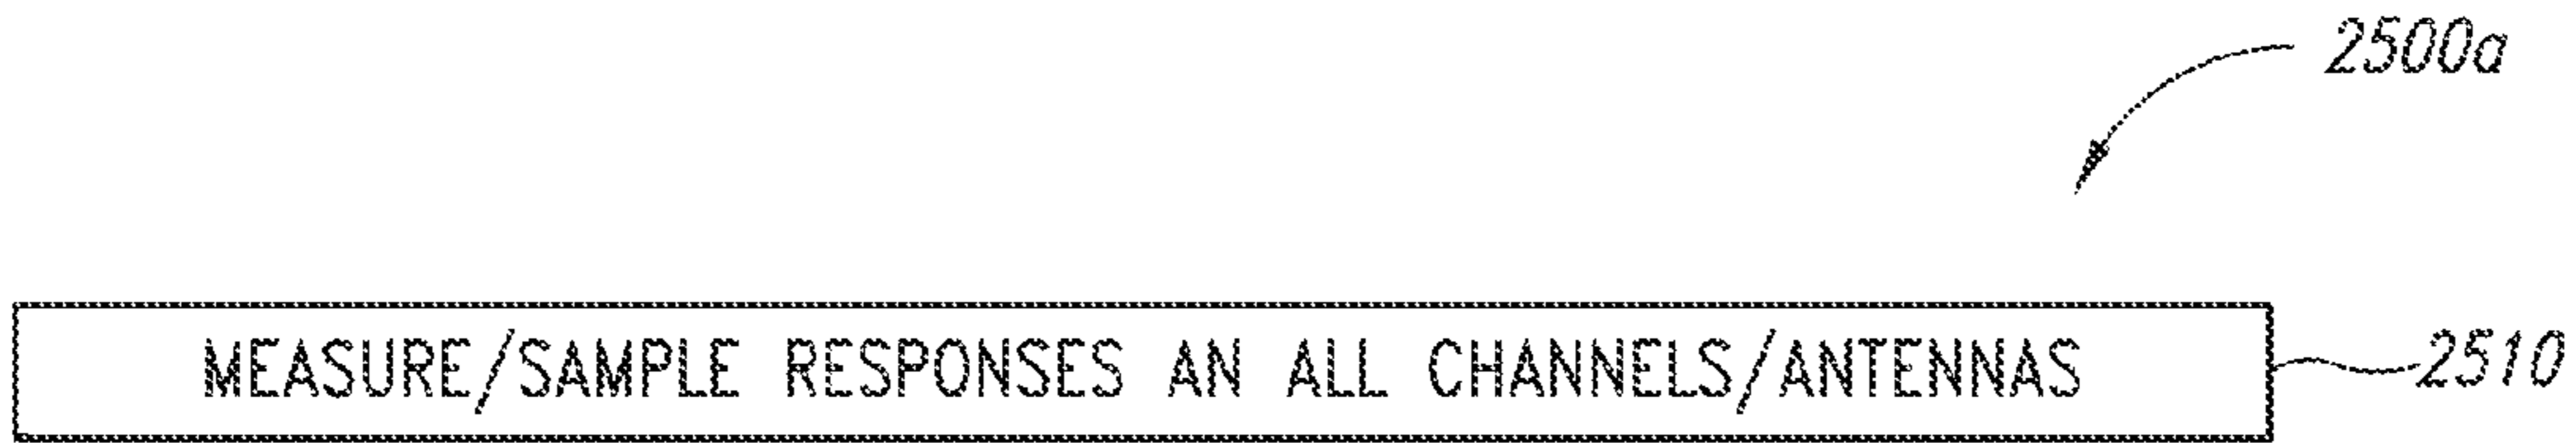 2500a
MEASURE/SAMPLE RESPONSES AN ALL CHANNELS/ANTENNAS 2510